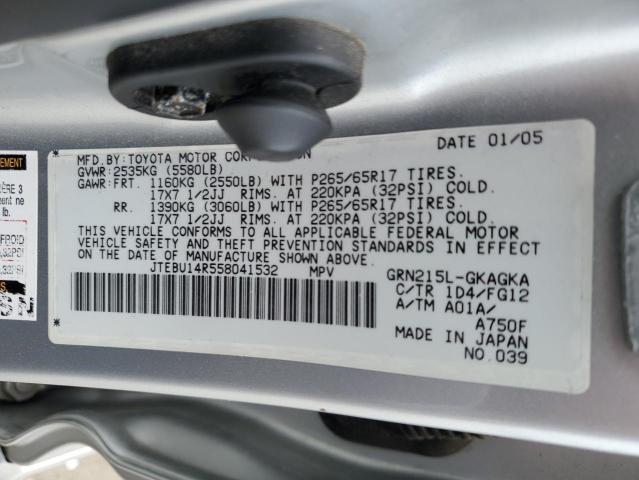 DATE 01/05
MFD. BY: TOYOTA MOTOR
GVWR: 2535KG (5580LB)
GAWR: FRT. 1160KG (2550LB) WITH P265/65R17 TIRES.
17X7 1/2JJ RIMS. AT 220KPA (32PSI) COLD.
RR. 1390KG (3060LB) WITH P265/65R17 TIRES.
17X7 1/2JJ RIMS. AT 220KPA (32PSI) COLD.
THIS VEHICLE CONFORMS TO ALL APPLICABLE FEDERAL MOTOR
VEHICLE SAFETY AND THEFT PREVENTION STANDARDS IN EFFECT
ON THE DATE OF MANUFACTURE SHOWN ABOVE.
JTEBU14R558041532 MPV GRN215L-GKAGKA
C/TR 1D4/FG12
A/TM A01A/
A750F
MADE IN JAPAN
NO. 039